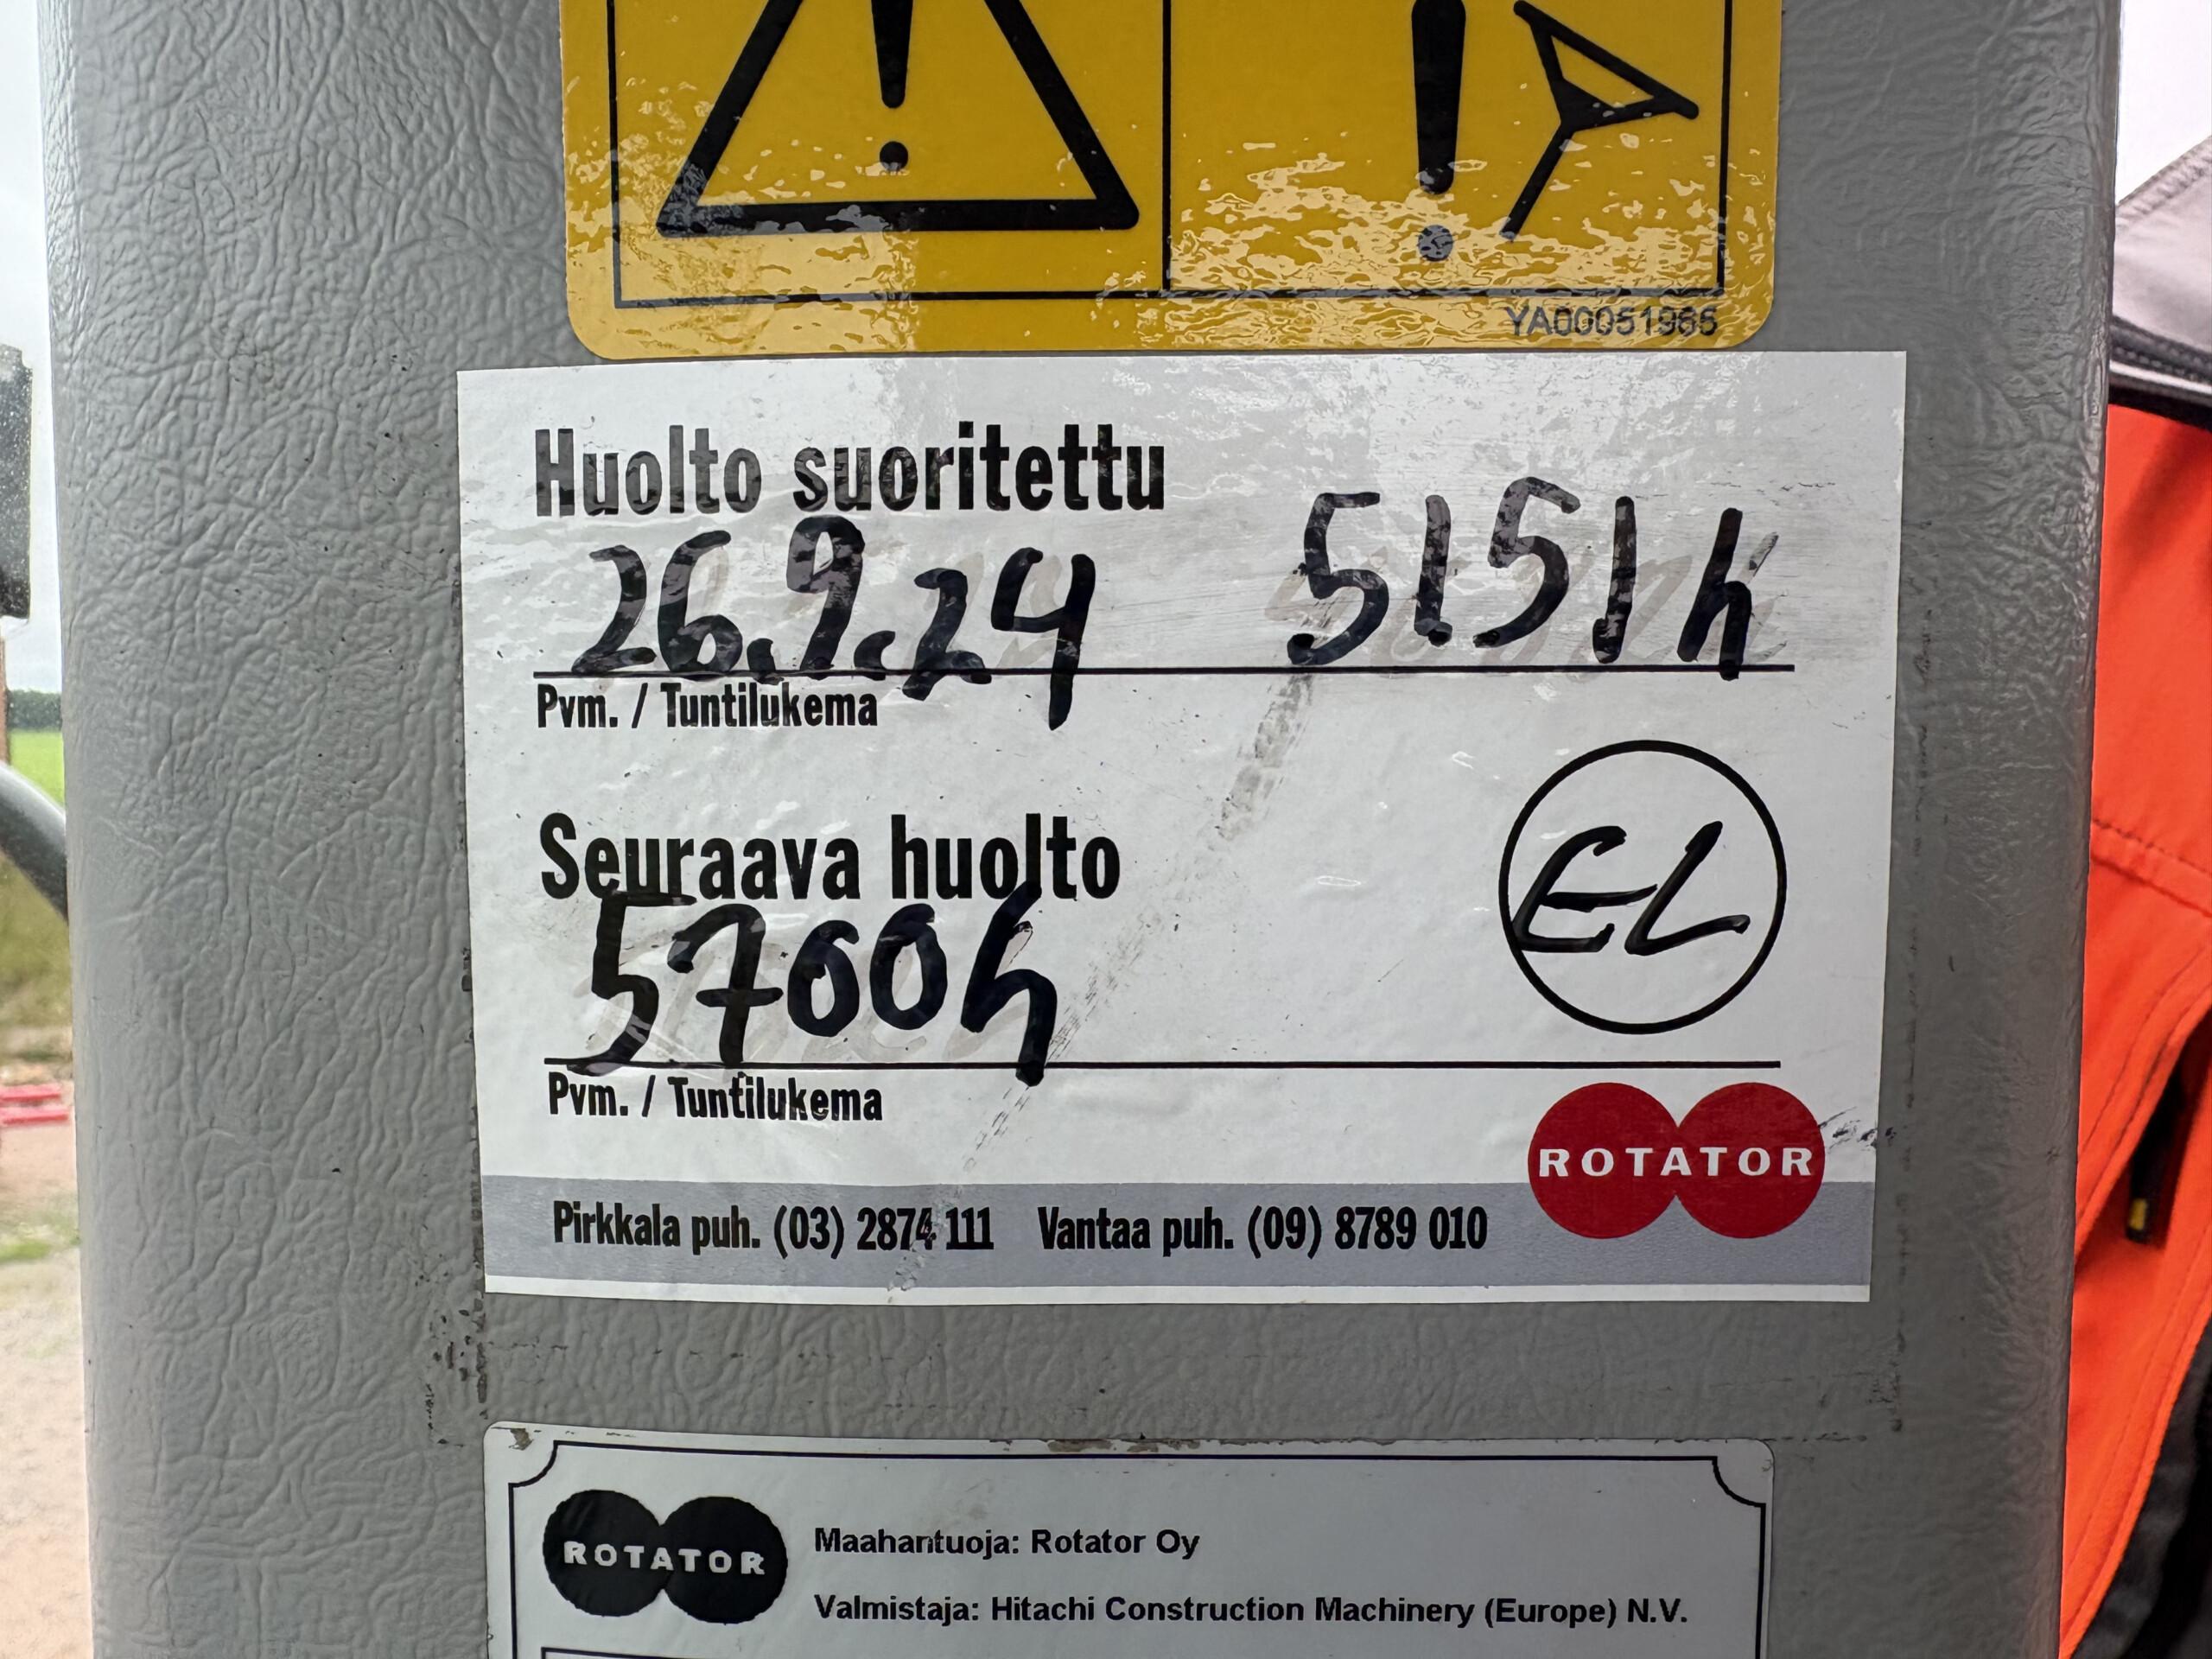 YA00051965
Huolto suoritettu
26.9.24 5151h
Pvm. / Tuntilukema
Seuraava huolto
5700h
EL
Pvm. / Tuntilukema
ROTATOR
Pirkkala puh. (03) 2874 111 Vantaa puh. (09) 8789 010
ROTATOR
Maahantuoja: Rotator Oy
Valmistaja: Hitachi Construction Machinery (Europe) N.V.